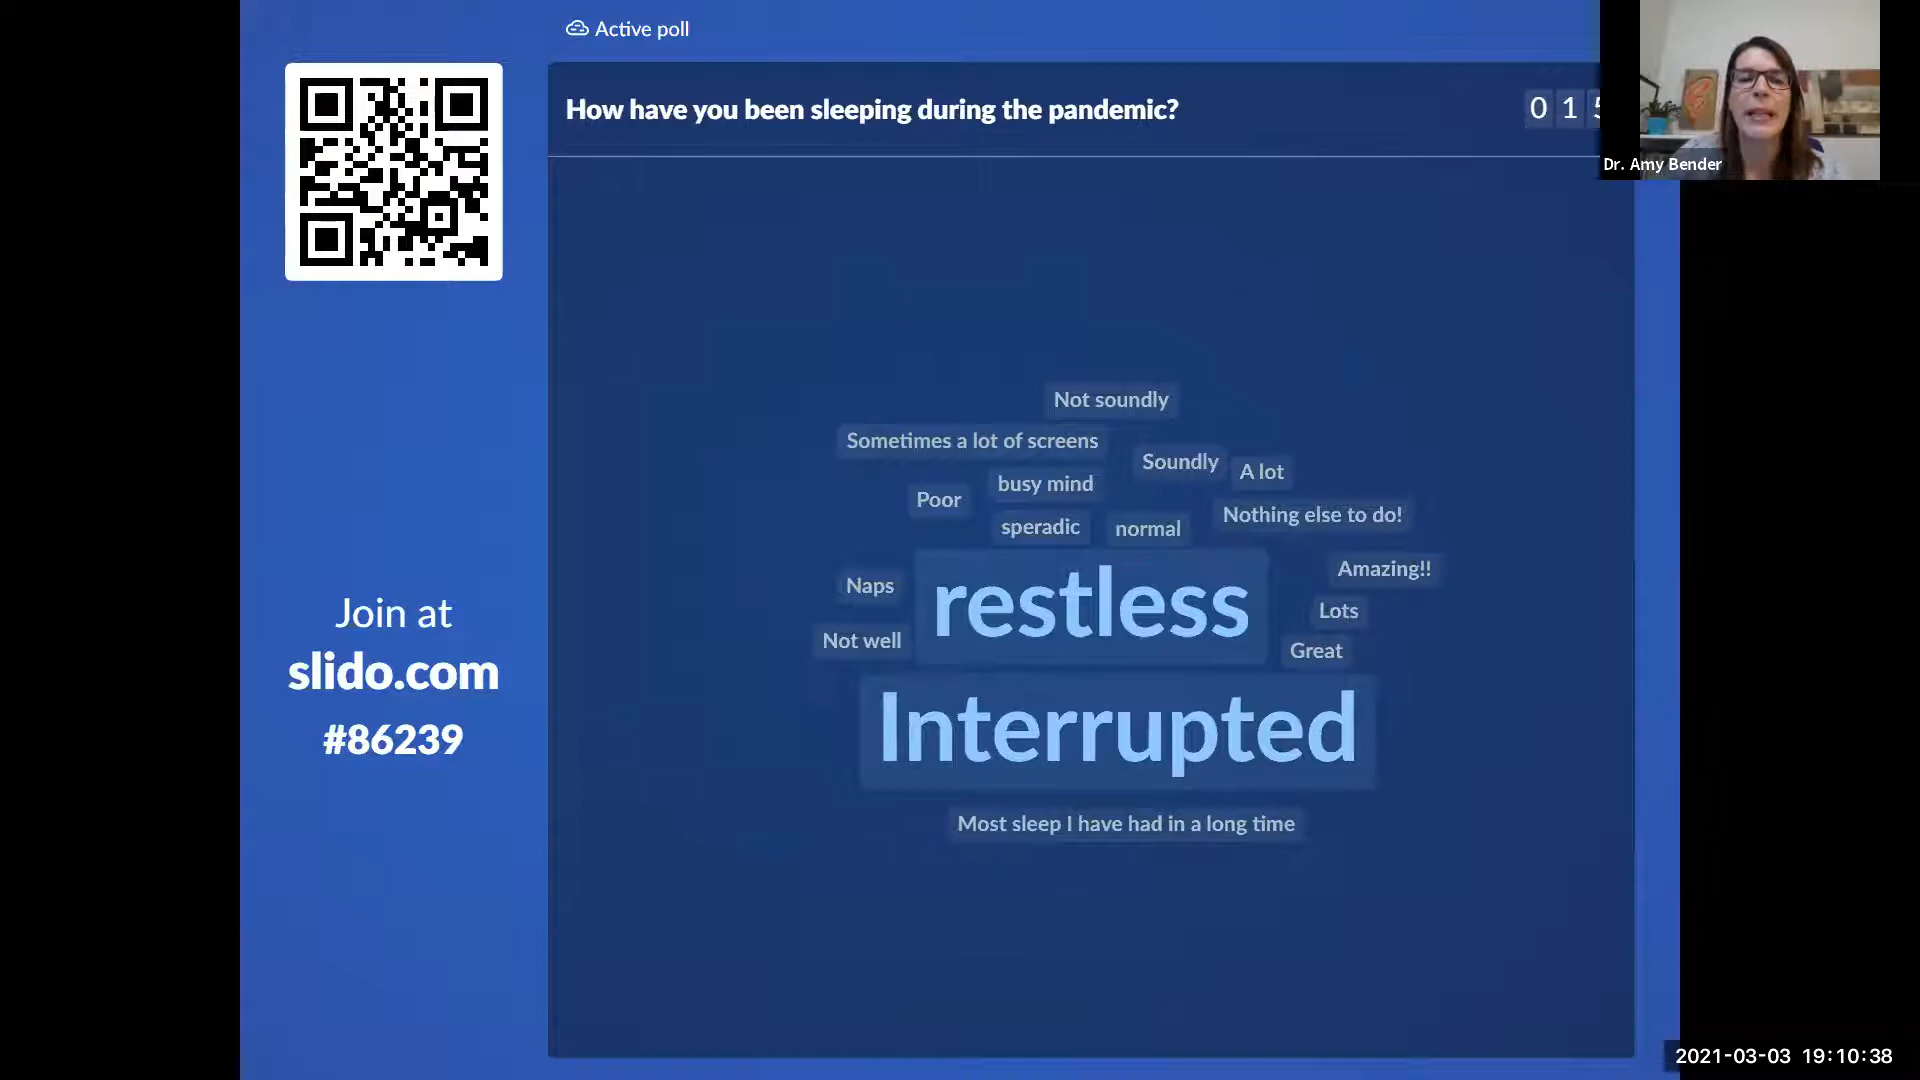 Active poll
How have you been sleeping during the pandemic?
0 1 5
Dr. Amy Bender
Not soundly
Sometimes a lot of screens
Soundly
A lot
busy mind
Poor
Nothing else to do!
speradic
normal
Amazing!!
Naps
restless
Lots
Not well
Great
Interrupted
Most sleep I have had in a long time
Join at
slido.com
#86239
2021-03-03 19:10:38